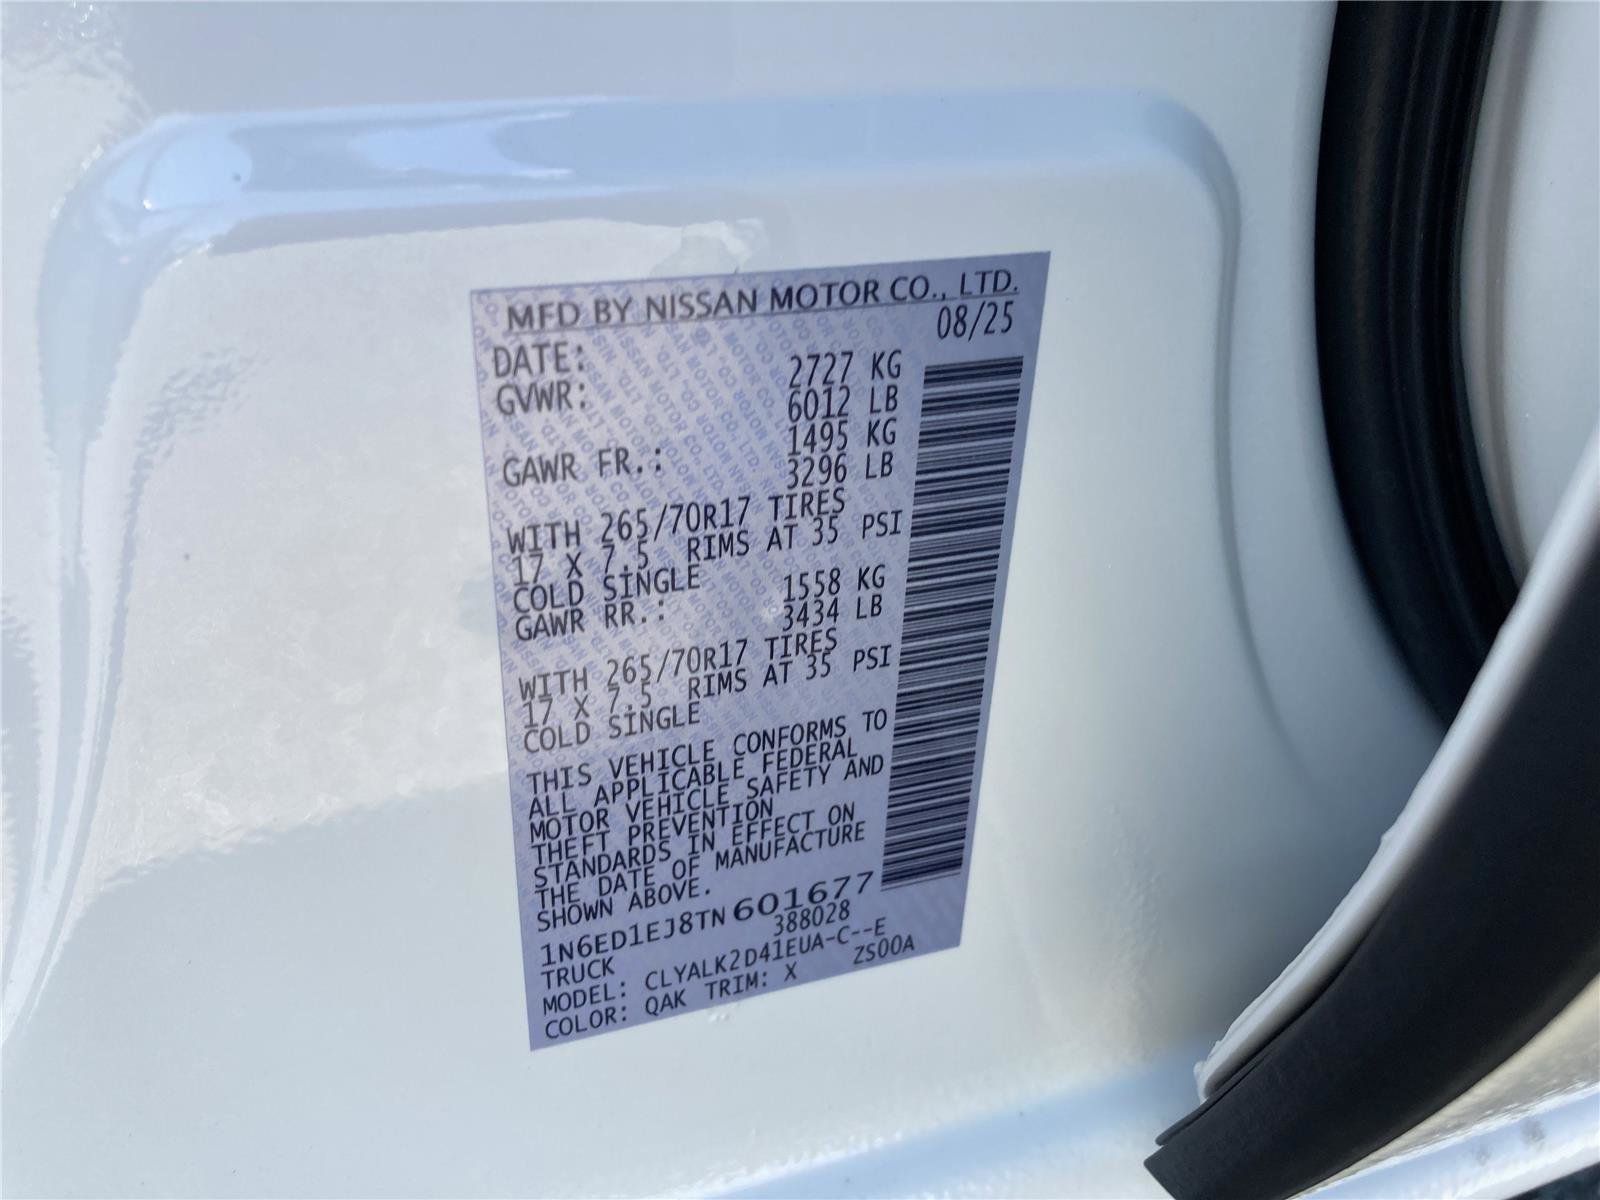 MFD BY NISSAN MOTOR CO., LTD.
DATE: 08/25
GVWR: 2727 KG
6012 LB
GAWR FR.: 1495 KG
3296 LB
WITH 265/70R17 TIRES
17 X 7.5 RIMS AT 35 PSI
COLD SINGLE
GAWR RR.: 1558 KG
3434 LB
WITH 265/70R17 TIRES
17 X 7.5 RIMS AT 35 PSI
COLD SINGLE
THIS VEHICLE CONFORMS TO
ALL APPLICABLE FEDERAL
MOTOR VEHICLE SAFETY AND
THEFT PREVENTION
STANDARDS IN EFFECT ON
THE DATE OF MANUFACTURE
SHOWN ABOVE.
1N6ED1EJ8TN601677
TRUCK 388028
MODEL: CLYALK2D41EUA-C--E
COLOR: QAK TRIM: X ZS00A